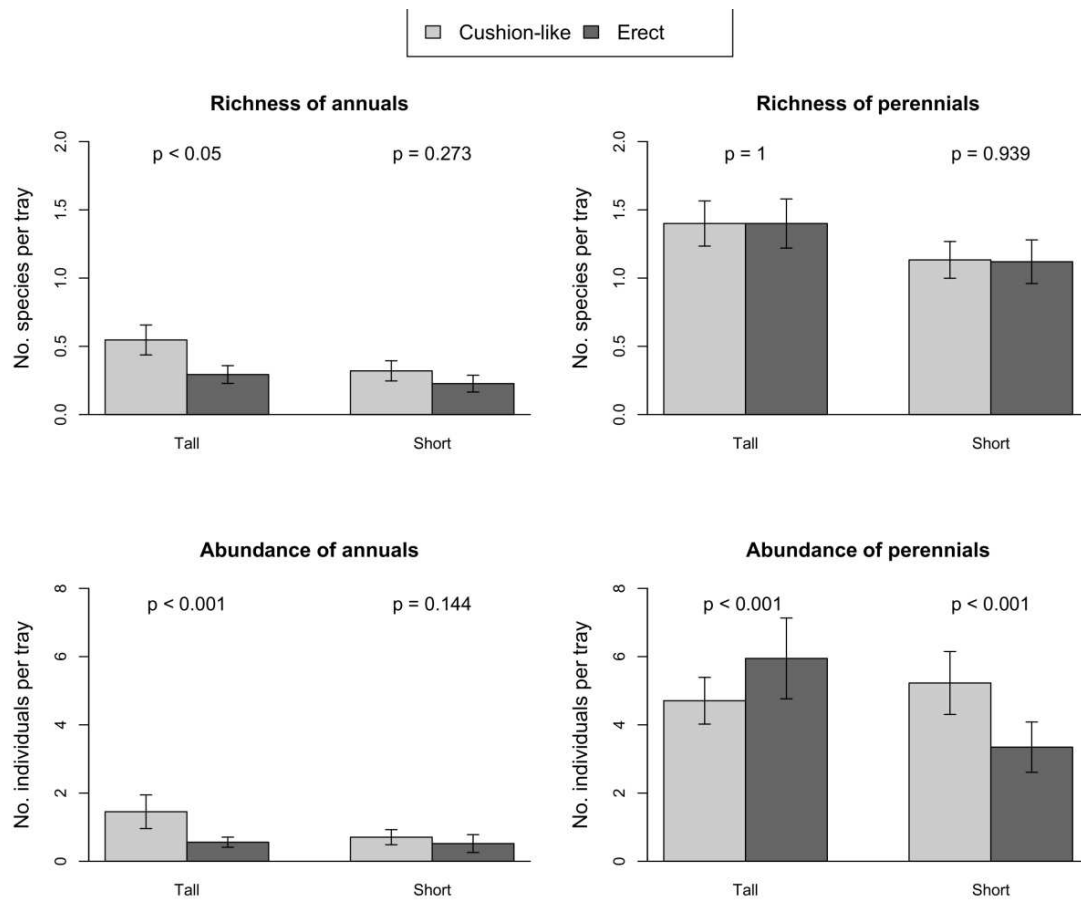 Cushion-like Erect
Richness of annuals
No. species per tray
2.0
1.5
1.0
0.5
0.0
p < 0.05
p = 0.273
Tall
Short
Richness of perennials
No. species per tray
2.0
1.5
1.0
0.5
0.0
p = 1
p = 0.939
Tall
Short
Abundance of annuals
No. individuals per tray
8
6
4
2
0
p < 0.001
p = 0.144
Tall
Short
Abundance of perennials
No. individuals per tray
8
6
4
2
0
p < 0.001
p < 0.001
Tall
Short